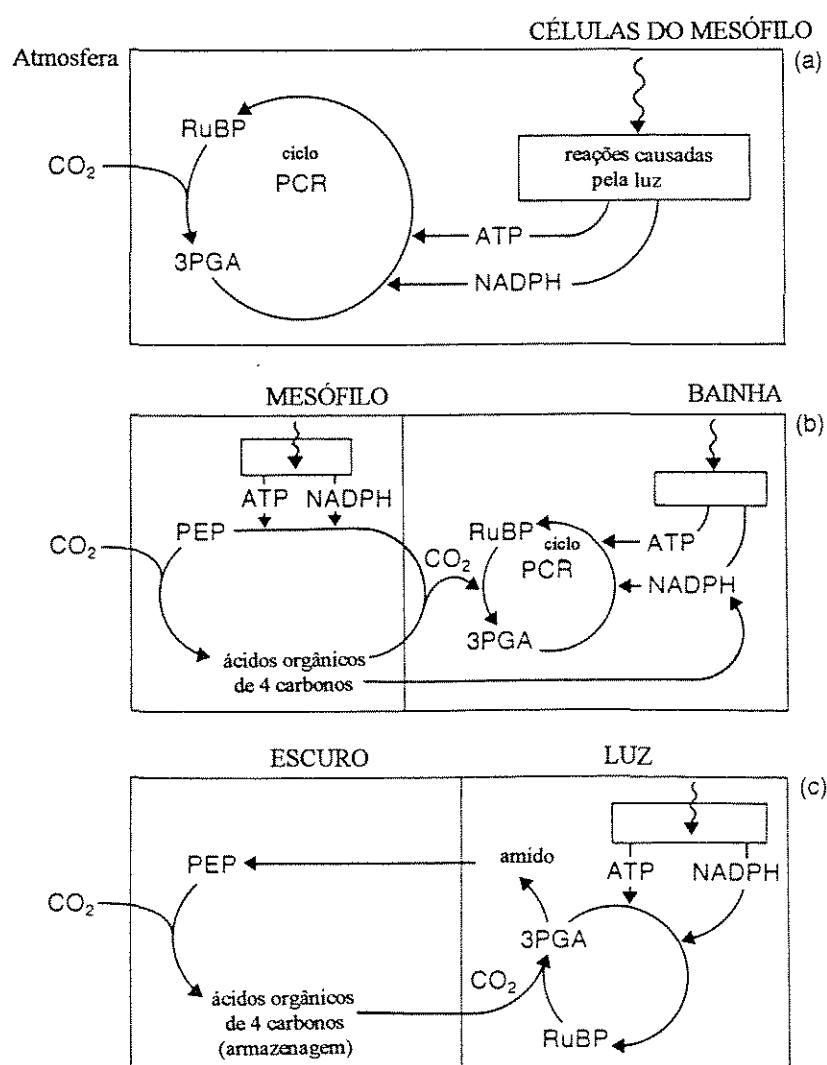 CÉLULAS DO MESÓFILO
Atmosfera
(a)
RuBP
ciclo
PCR
reações causadas
pela luz
CO₂
ATP
3PGA
NADPH
MESÓFILO
BAINHA
(b)
ATP NADPH
PEP
RuBP
ciclo
PCR
ATP
CO₂
CO₂
NADPH
3PGA
ácidos orgânicos
de 4 carbonos
ESCURO
LUZ
(c)
PEP
amido
ATP
NADPH
CO₂
3PGA
CO₂
ácidos orgânicos
de 4 carbonos
(armazenagem)
RuBP